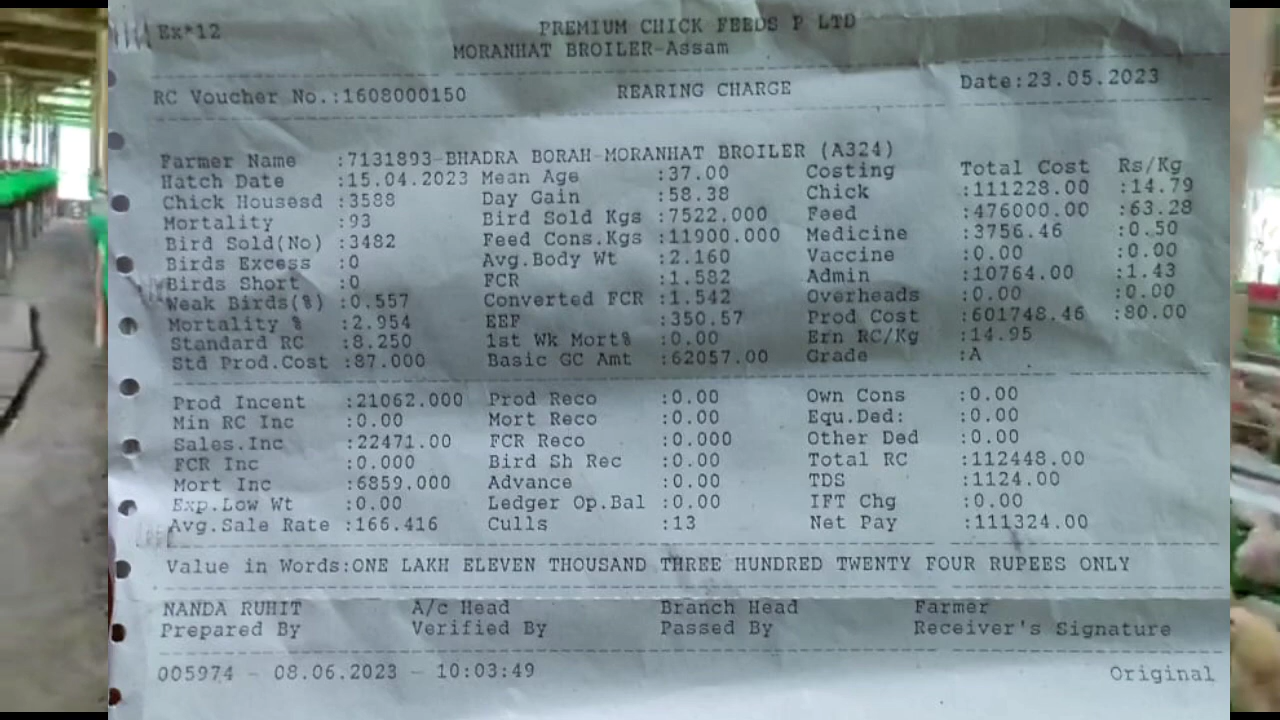 Ex*12
PREMIUM CHICK FEEDS P LTD
MORANHAT BROILER-Assam
RC Voucher No.:1608000150 REARING CHARGE Date:23.05.2023
Farmer Name :7131893-BHADRA BORAH-MORANHAT BROILER (A324)
Hatch Date :15.04.2023 Mean Age :37.00 Costing Total Cost Rs/Kg
Chick Housesd :3588 Day Gain :58.38 Chick :111228.00 :14.79
Mortality :93 Bird Sold Kgs :7522.000 Feed :476000.00 :63.28
Bird Sold(No) :3482 Feed Cons.Kgs :11900.000 Medicine :3756.46 :0.50
Birds Excess :0 Avg.Body Wt :2.160 Vaccine :0.00 :0.00
Birds Short :0 FCR :1.582 Admin :10764.00 :1.43
Weak Birds(%) :0.557 Converted FCR :1.542 Overheads :0.00 :0.00
Mortality % :2.954 EEF :350.57 Prod Cost :601748.46 :80.00
Standard RC :8.250 1st Wk Mort% :0.00 Ern RC/Kg :14.95
Std Prod.Cost :87.000 Basic GC Amt :62057.00 Grade :A
Prod Incent :21062.000 Prod Reco :0.00 Own Cons :0.00
Min RC Inc :0.00 Mort Reco :0.00 Equ.Ded: :0.00
Sales.Inc :22471.00 FCR Reco :0.000 Other Ded :0.00
FCR Inc :0.000 Bird Sh Rec :0.00 Total RC :112448.00
Mort Inc :6859.000 Advance :0.00 TDS :1124.00
Exp.Low Wt :0.00 Ledger Op.Bal :0.00 IFT Chg :0.00
Avg.Sale Rate :166.416 Culls :13 Net Pay :111324.00
Value in Words:ONE LAKH ELEVEN THOUSAND THREE HUNDRED TWENTY FOUR RUPEES ONLY
NANDA RUHIT A/c Head Branch Head Farmer
Prepared By Verified By Passed By Receiver's Signature
005974 - 08.06.2023 - 10:03:49 Original